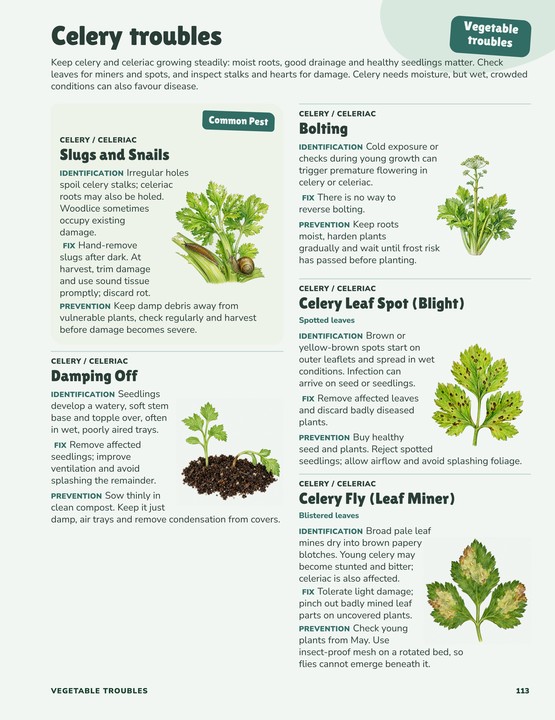 Celery troubles
Vegetable
troubles
Keep celery and celeriac growing steadily: moist roots, good drainage and healthy seedlings matter. Check
leaves for miners and spots, and inspect stalks and hearts for damage. Celery needs moisture, but wet, crowded
conditions can also favour disease.
Common Pest
CELERY / CELERIAC
Slugs and Snails
IDENTIFICATION Irregular holes
spoil celery stalks; celeriac
roots may also be holed.
Woodlice sometimes
occupy existing
damage.
FIX Hand-remove
slugs after dark. At
harvest, trim damage
and use sound tissue
promptly; discard rot.
PREVENTION Keep damp debris away from
vulnerable plants, check regularly and harvest
before damage becomes severe.
CELERY / CELERIAC
Damping Off
IDENTIFICATION Seedlings
develop a watery, soft stem
base and topple over, often
in wet, poorly aired trays.
FIX Remove affected
seedlings; improve
ventilation and avoid
splashing the remainder.
PREVENTION Sow thinly in
clean compost. Keep it just
damp, air trays and remove condensation from covers.
CELERY / CELERIAC
Bolting
IDENTIFICATION Cold exposure or
checks during young growth can
trigger premature flowering in
celery or celeriac.
FIX There is no way to
reverse bolting.
PREVENTION Keep roots
moist, harden plants
gradually and wait until frost risk
has passed before planting.
CELERY / CELERIAC
Celery Leaf Spot (Blight)
Spotted leaves
IDENTIFICATION Brown or
yellow-brown spots start on
outer leaflets and spread in wet
conditions. Infection can
arrive on seed or seedlings.
FIX Remove affected leaves
and discard badly diseased
plants.
PREVENTION Buy healthy
seed and plants. Reject spotted
seedlings; allow airflow and avoid splashing foliage.
CELERY / CELERIAC
Celery Fly (Leaf Miner)
Blistered leaves
IDENTIFICATION Broad pale leaf
mines dry into brown papery
blotches. Young celery may
become stunted and bitter;
celeriac is also affected.
FIX Tolerate light damage;
pinch out badly mined leaf
parts on uncovered plants.
PREVENTION Check young
plants from May. Use
insect-proof mesh on a rotated bed, so
flies cannot emerge beneath it.
VEGETABLE TROUBLES
113